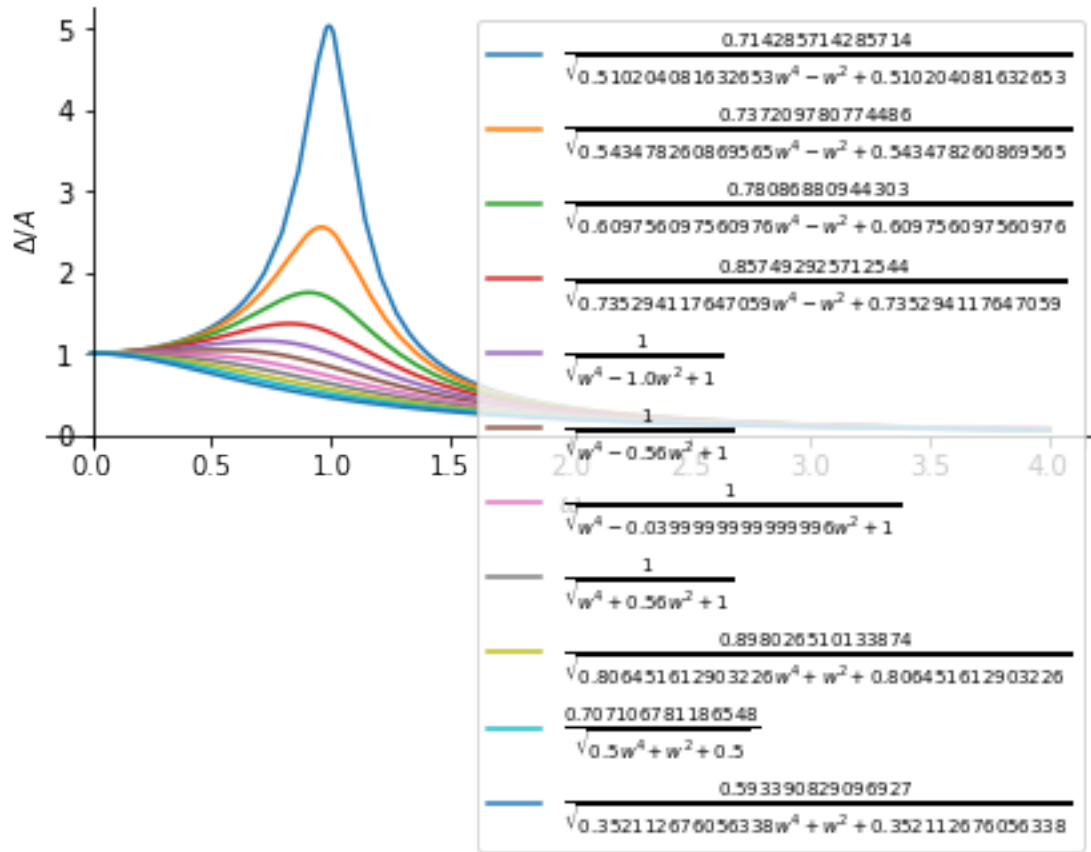 5
4
3
2
1
0
Δ/A
0.0 0.5 1.0 1.5 2.0 2.5 3.0 3.5 4.0
ω
0.714285714285714
√0.510204081632653w⁴ − w² + 0.510204081632653
0.737209780774486
√0.543478260869565w⁴ − w² + 0.543478260869565
0.78086880944303
√0.609756097560976w⁴ − w² + 0.609756097560976
0.857492925712544
√0.735294117647059w⁴ − w² + 0.735294117647059
1
√w⁴ − 1.0w² + 1
1
√w⁴ − 0.56w² + 1
1
√w⁴ − 0.0399999999999996w² + 1
1
√w⁴ + 0.56w² + 1
0.898026510133874
√0.806451612903226w⁴ + w² + 0.806451612903226
0.707106781186548
√0.5w⁴ + w² + 0.5
0.593390829096927
√0.352112676056338w⁴ + w² + 0.352112676056338